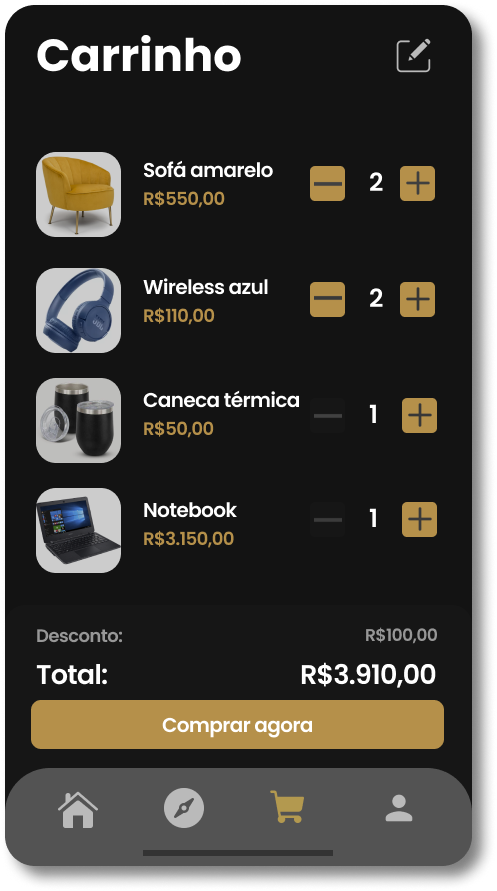 Carrinho
Sofá amarelo
R$550,00
2
Wireless azul
R$110,00
2
Caneca térmica
R$50,00
1
Notebook
R$3.150,00
1
Desconto: R$100,00
Total: R$3.910,00
Comprar agora